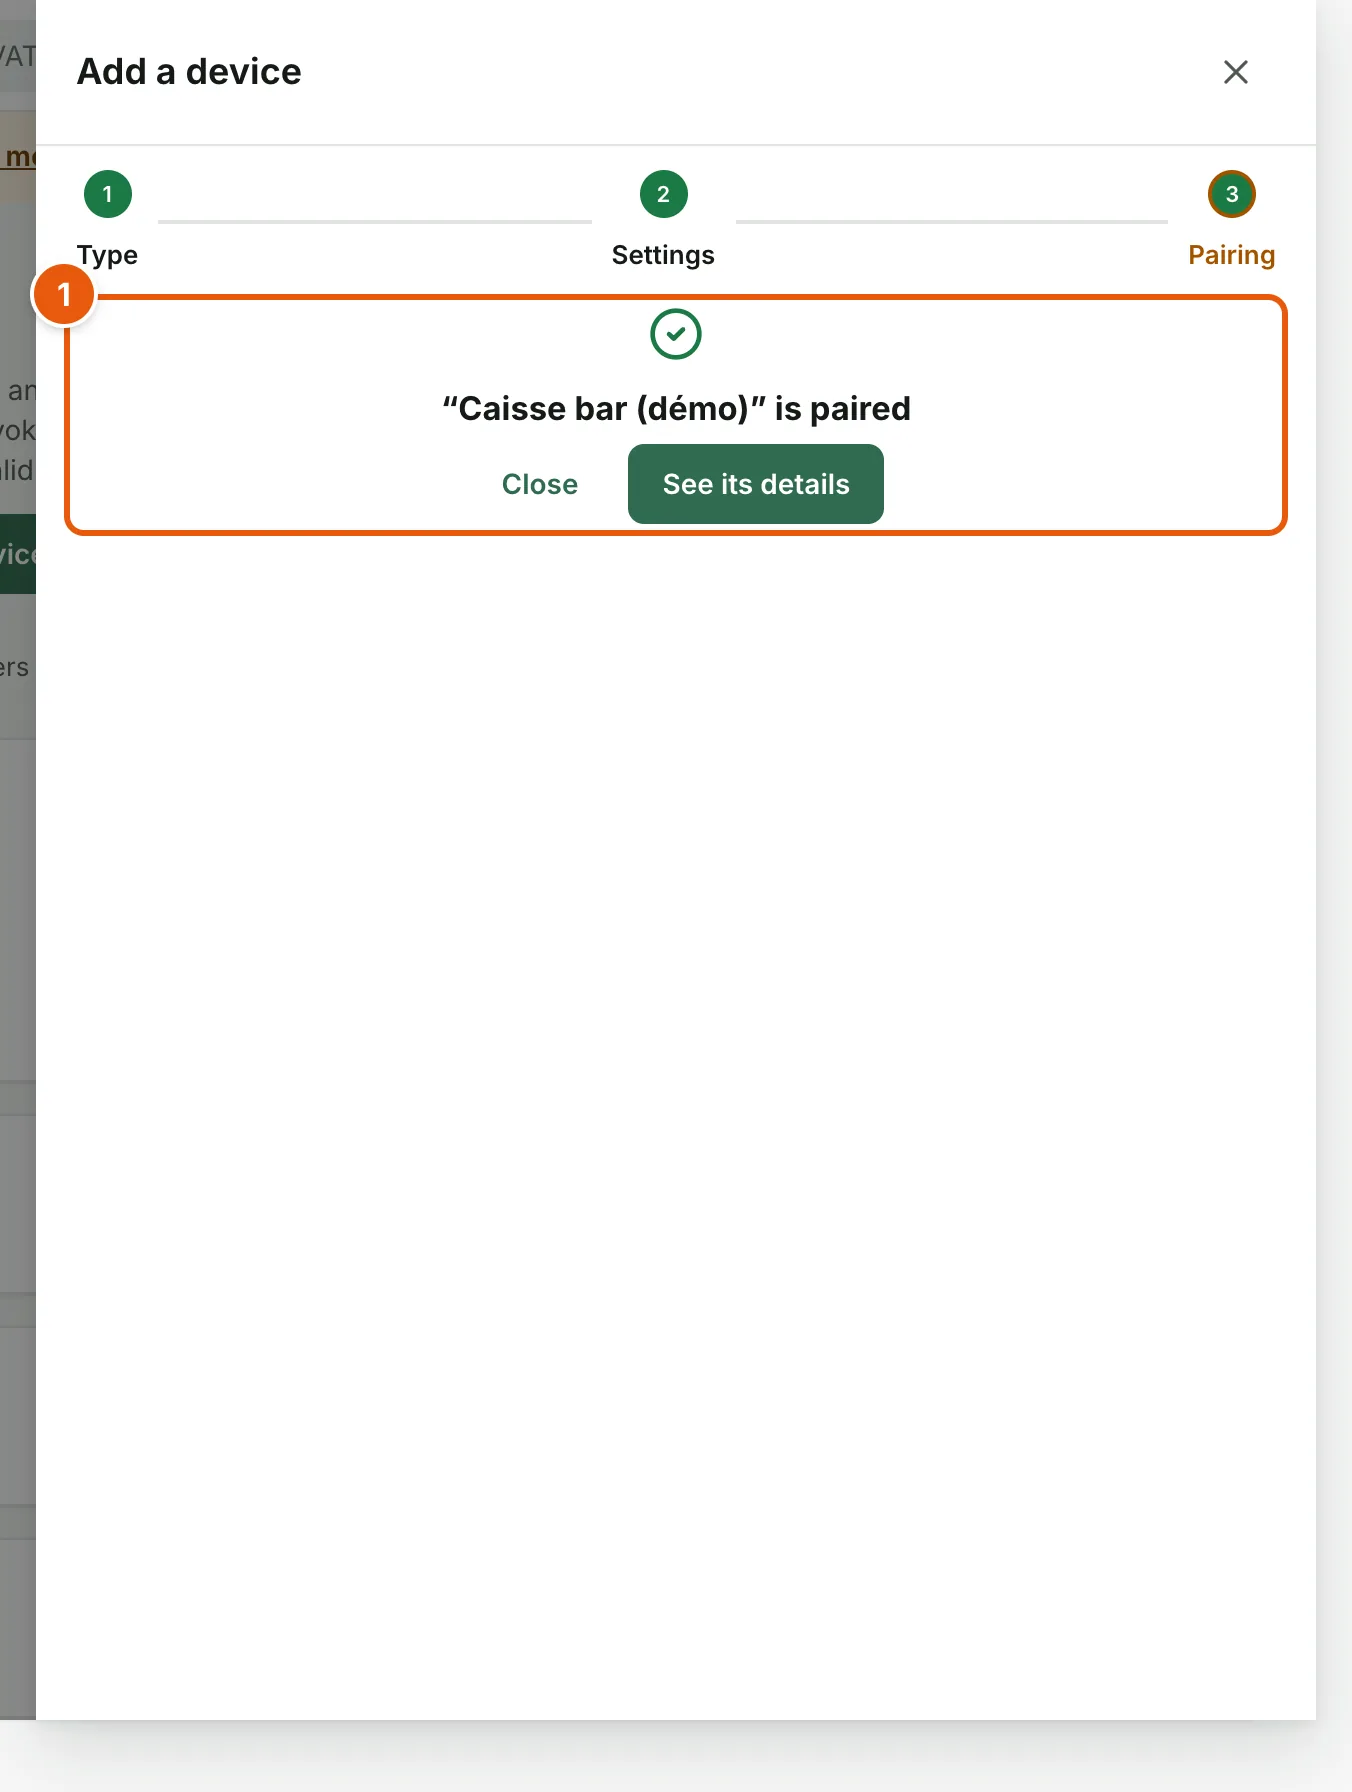 Add a device
1
2
3
Type
Settings
Pairing
1
“Caisse bar (démo)” is paired
Close
See its details